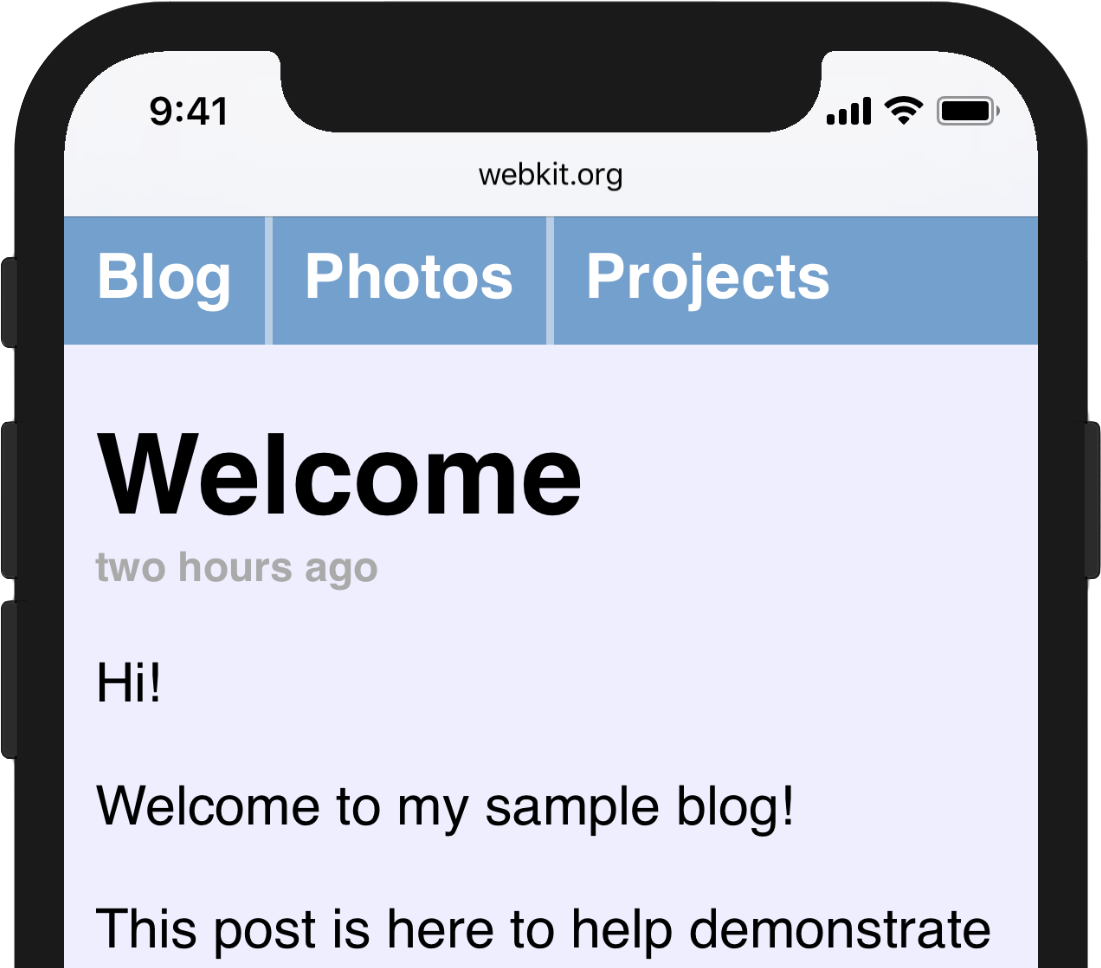 9:41
webkit.org
Blog Photos Projects
Welcome
two hours ago
Hi!
Welcome to my sample blog!
This post is here to help demonstrate